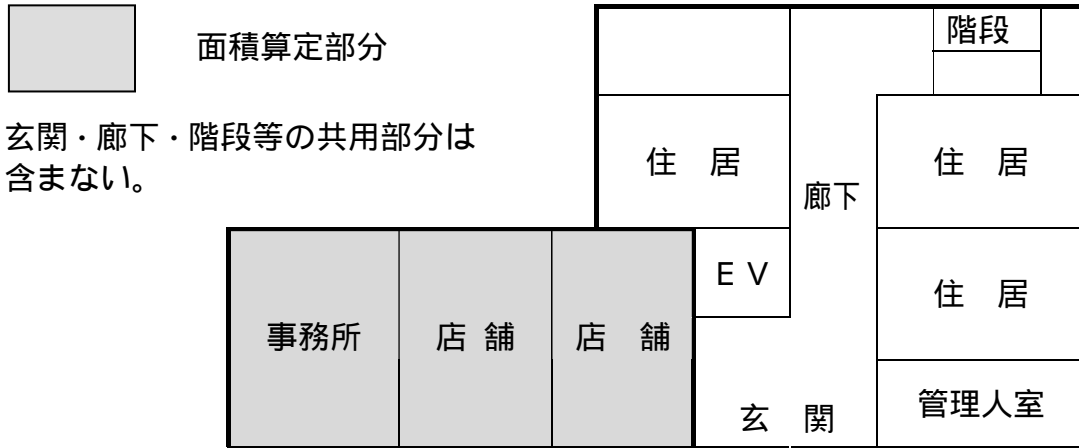 面積算定部分
玄関・廊下・階段等の共用部分は
含まない。
階段
住 居
廊下
住 居
EV
住 居
事務所
店 舗
店 舗
管理人室
玄 関